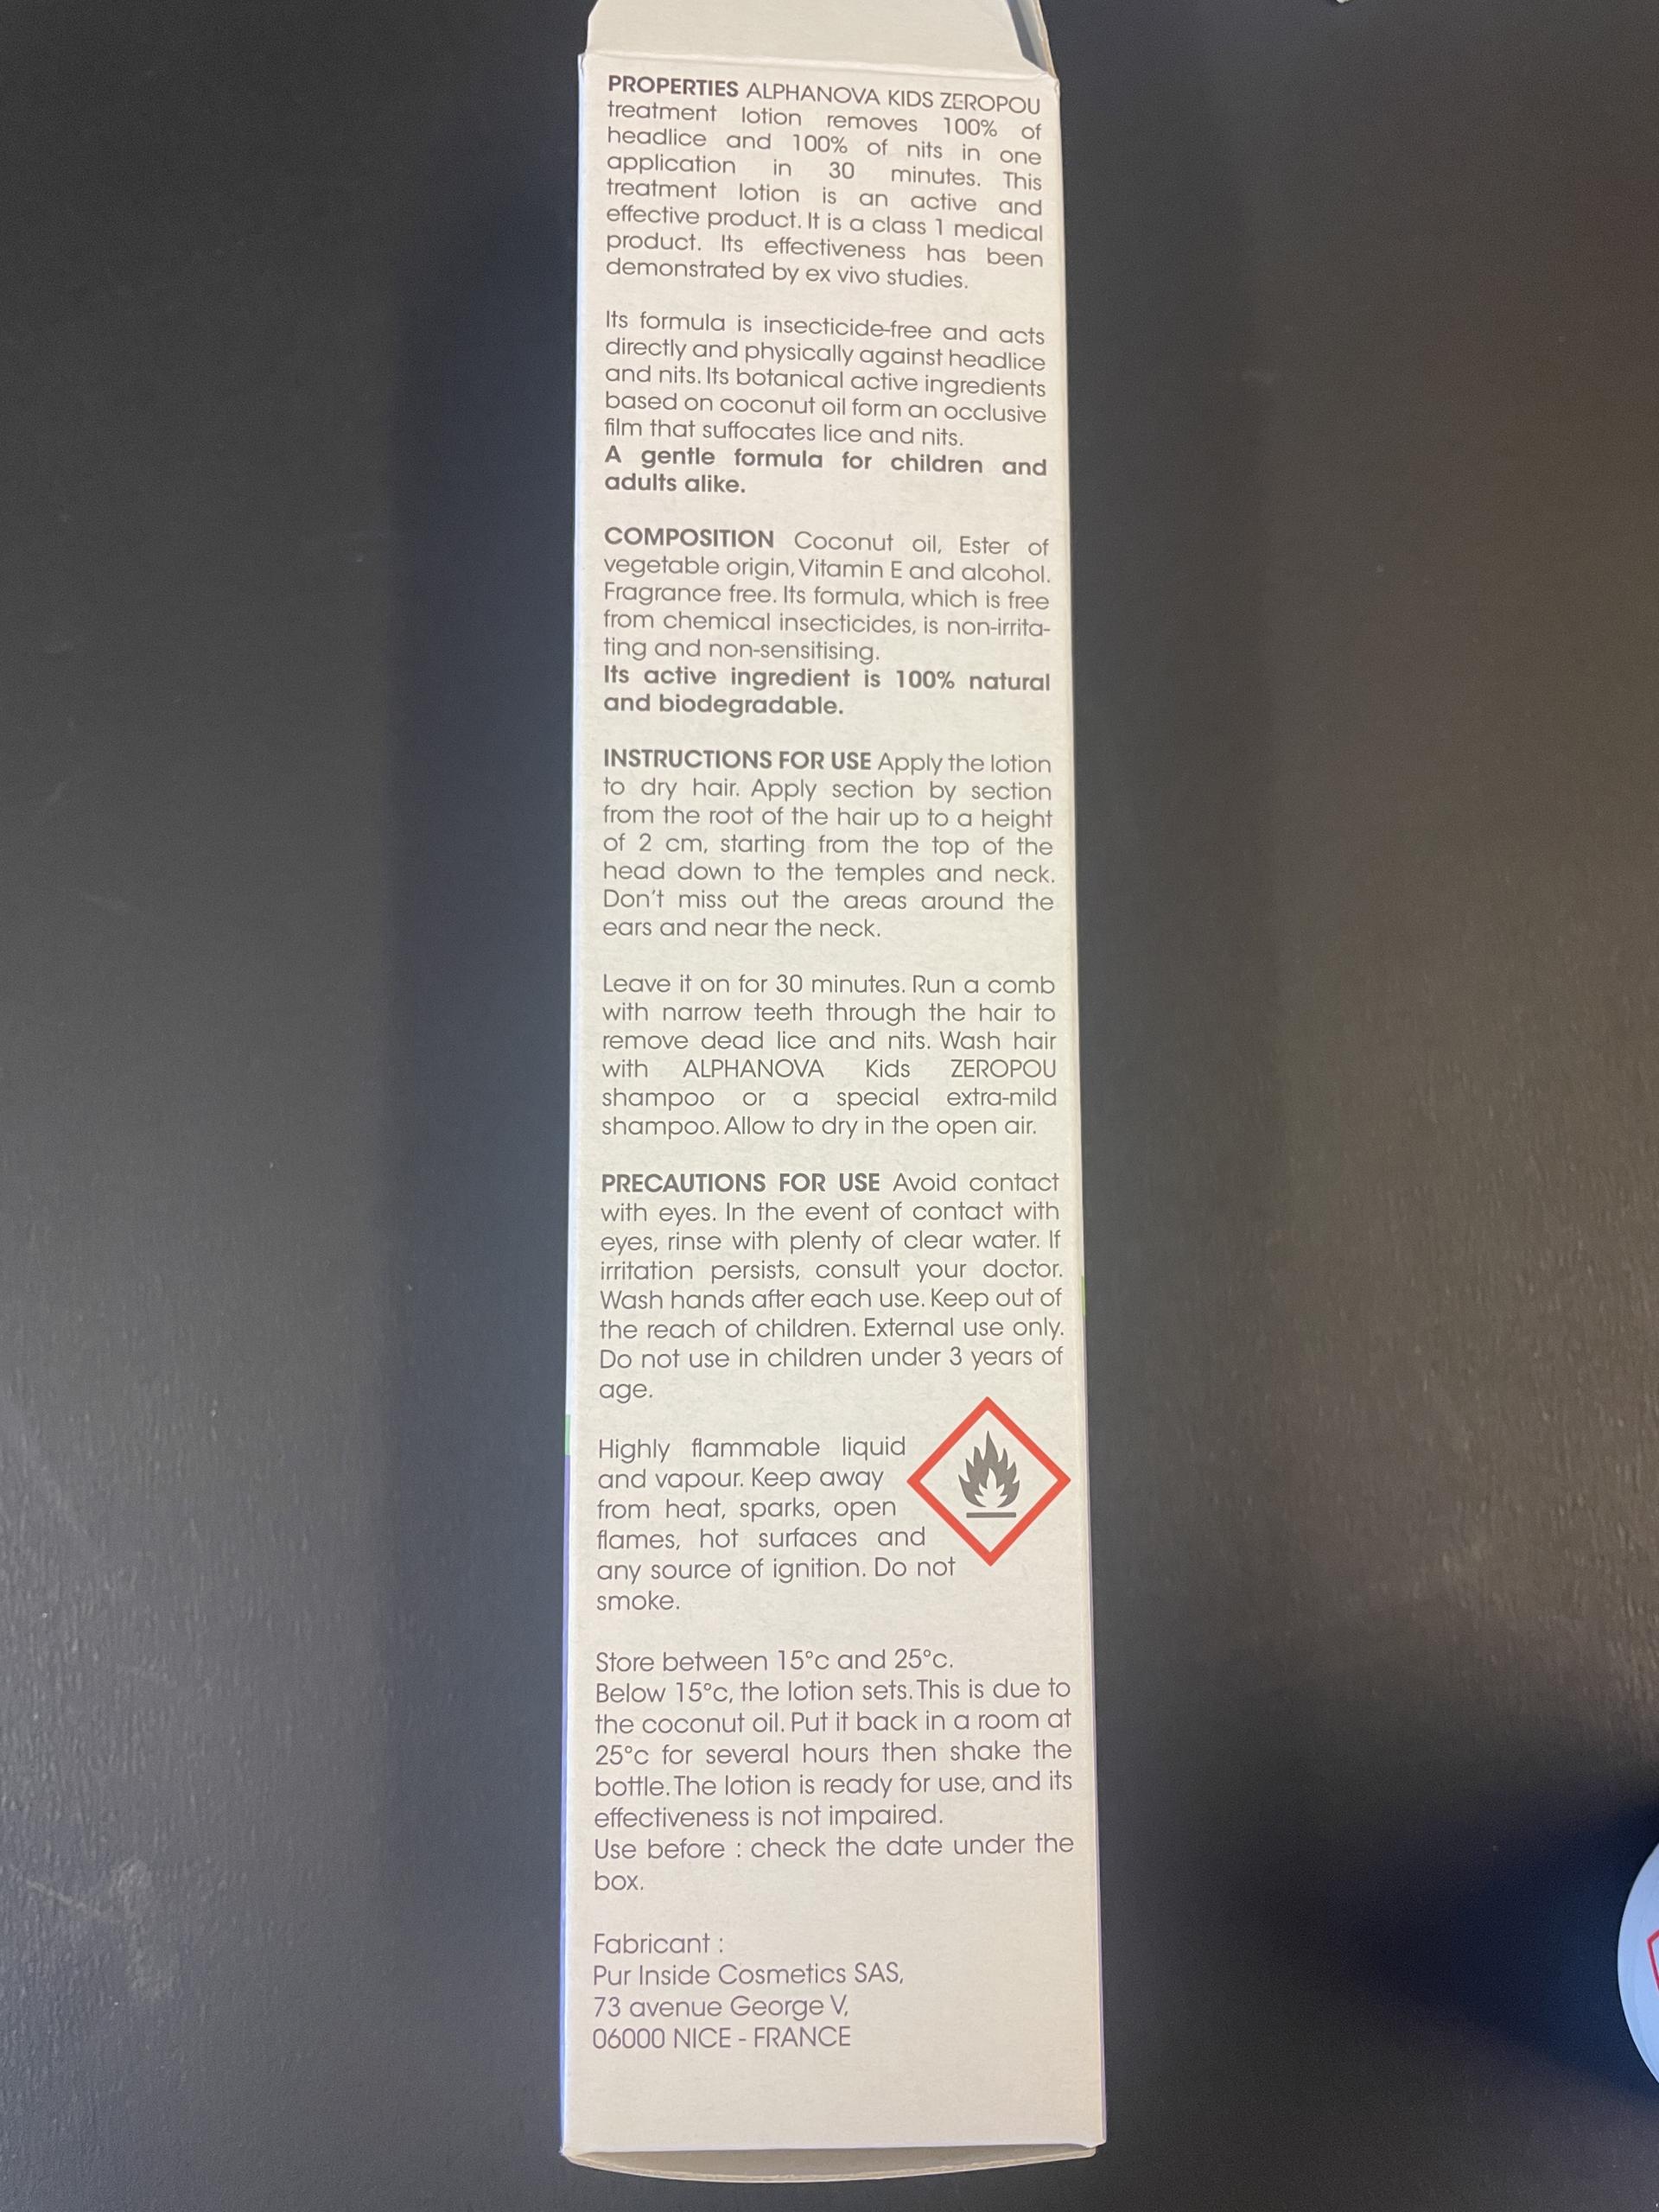 PROPERTIES ALPHANOVA KIDS ZEROPOU
treatment lotion removes 100% of
headlice and 100% of nits in one
application in 30 minutes. This
treatment lotion is an active and
effective product. It is a class 1 medical
product. Its effectiveness has been
demonstrated by ex vivo studies.
Its formula is insecticide-free and acts
directly and physically against headlice
and nits. Its botanical active ingredients
based on coconut oil form an occlusive
film that suffocates lice and nits.
A gentle formula for children and
adults alike.
COMPOSITION Coconut oil, Ester of
vegetable origin, Vitamin E and alcohol.
Fragrance free. Its formula, which is free
from chemical insecticides, is non-irrita-
ting and non-sensitising.
Its active ingredient is 100% natural
and biodegradable.
INSTRUCTIONS FOR USE Apply the lotion
to dry hair. Apply section by section
from the root of the hair up to a height
of 2 cm, starting from the top of the
head down to the temples and neck.
Don't miss out the areas around the
ears and near the neck.
Leave it on for 30 minutes. Run a comb
with narrow teeth through the hair to
remove dead lice and nits. Wash hair
with ALPHANOVA Kids ZEROPOU
shampoo or a special extra-mild
shampoo. Allow to dry in the open air.
PRECAUTIONS FOR USE Avoid contact
with eyes. In the event of contact with
eyes, rinse with plenty of clear water. If
irritation persists, consult your doctor.
Wash hands after each use. Keep out of
the reach of children. External use only.
Do not use in children under 3 years of
age.
Highly flammable liquid
and vapour. Keep away
from heat, sparks, open
flames, hot surfaces and
any source of ignition. Do not
smoke.
Store between 15°c and 25°c.
Below 15°c, the lotion sets. This is due to
the coconut oil. Put it back in a room at
25°c for several hours then shake the
bottle. The lotion is ready for use, and its
effectiveness is not impaired.
Use before : check the date under the
box.
Fabricant :
Pur Inside Cosmetics SAS,
73 avenue George V,
06000 NICE - FRANCE